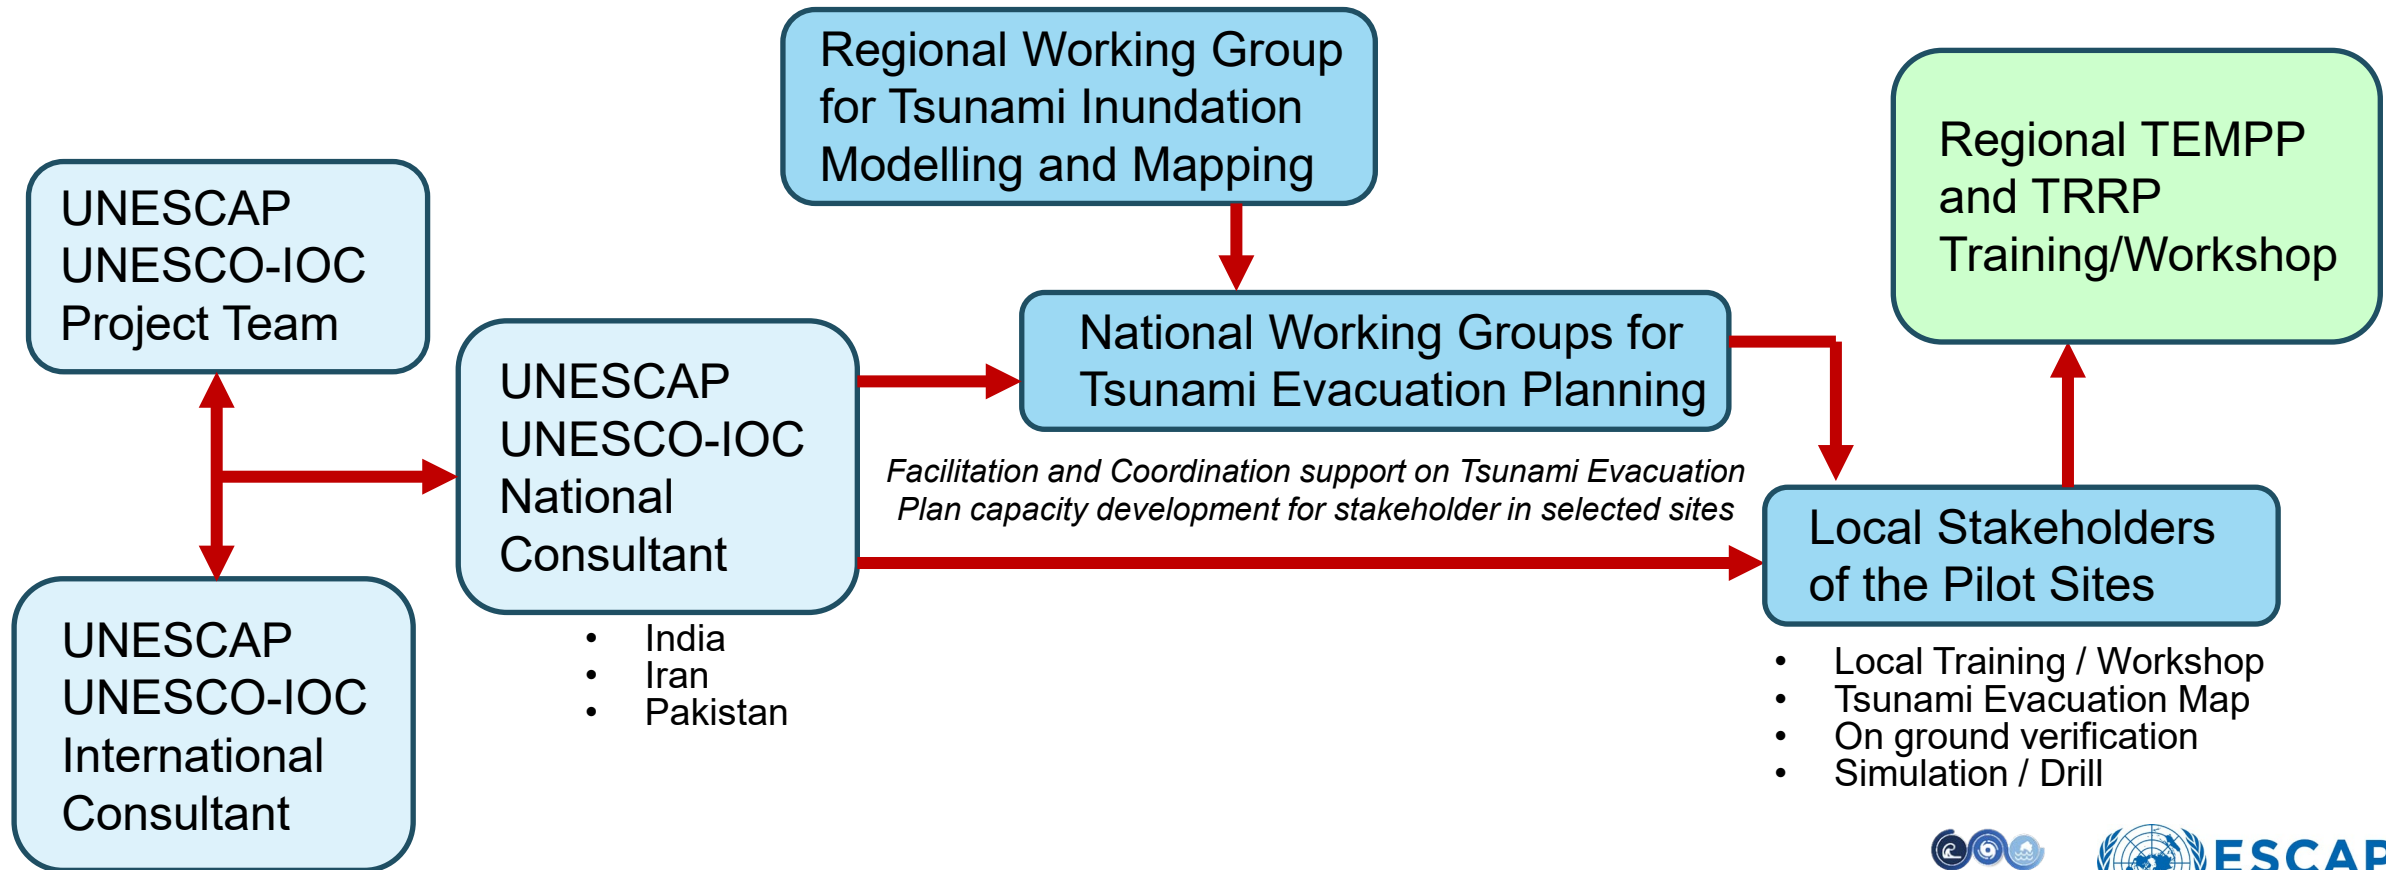 Regional Working Group
for Tsunami Inundation
Modelling and Mapping
Regional TEMPP
and TRRP
Training/Workshop
UNESCAP
UNESCO-IOC
Project Team
UNESCAP
UNESCO-IOC
National
Consultant
National Working Groups for
Tsunami Evacuation Planning
Facilitation and Coordination support on Tsunami Evacuation
Plan capacity development for stakeholder in selected sites
Local Stakeholders
of the Pilot Sites
UNESCAP
UNESCO-IOC
International
Consultant
• India
• Iran
• Pakistan
• Local Training / Workshop
• Tsunami Evacuation Map
• On ground verification
• Simulation / Drill
ESCAP